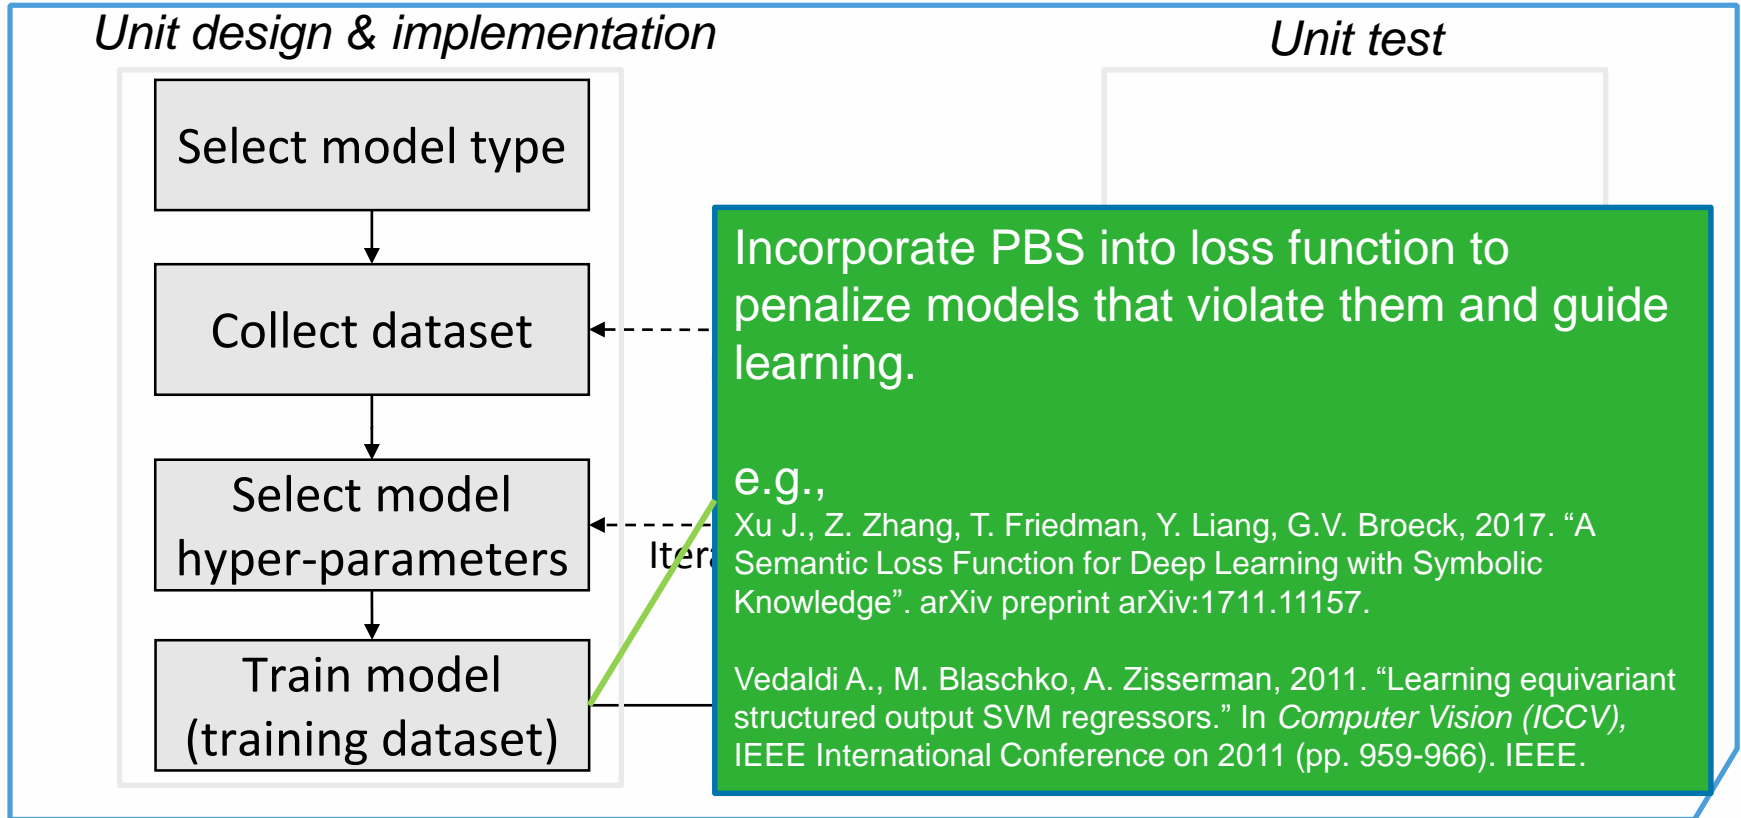 Unit design & implementation
Unit test
Select model type
Collect dataset
Select model
hyper-parameters
Train model
(training dataset)
Incorporate PBS into loss function to
penalize models that violate them and guide
learning.
e.g.,
Xu J., Z. Zhang, T. Friedman, Y. Liang, G.V. Broeck, 2017. “A
Semantic Loss Function for Deep Learning with Symbolic
Knowledge”. arXiv preprint arXiv:1711.11157.
Vedaldi A., M. Blaschko, A. Zisserman, 2011. “Learning equivariant
structured output SVM regressors.” In Computer Vision (ICCV),
IEEE International Conference on 2011 (pp. 959-966). IEEE.